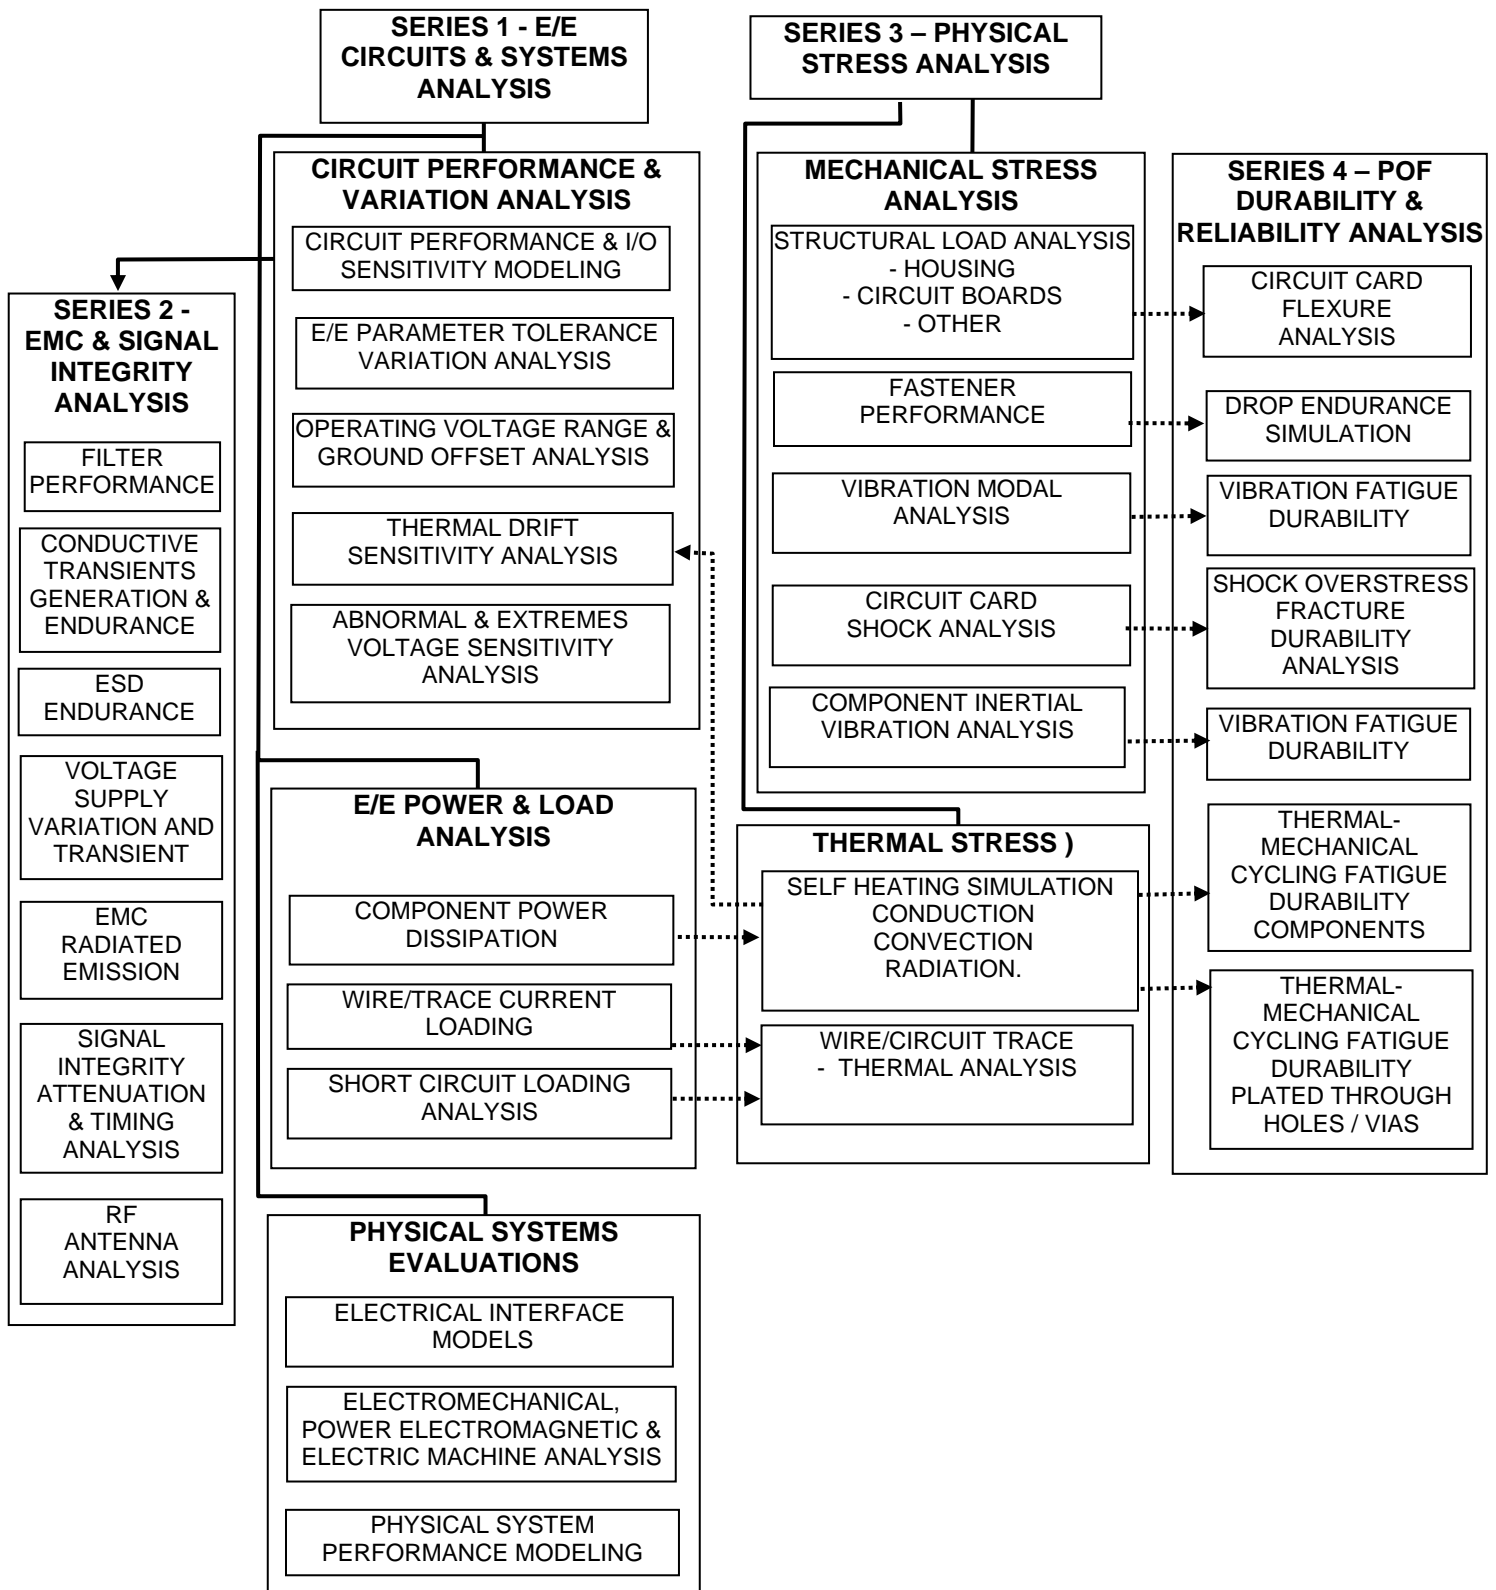 SERIES 1 - E/E
CIRCUITS & SYSTEMS
ANALYSIS
SERIES 3 – PHYSICAL
STRESS ANALYSIS
CIRCUIT PERFORMANCE &
VARIATION ANALYSIS
CIRCUIT PERFORMANCE & I/O
SENSITIVITY MODELING
E/E PARAMETER TOLERANCE
VARIATION ANALYSIS
OPERATING VOLTAGE RANGE &
GROUND OFFSET ANALYSIS
THERMAL DRIFT
SENSITIVITY ANALYSIS
ABNORMAL & EXTREMES
VOLTAGE SENSITIVITY
ANALYSIS
MECHANICAL STRESS
ANALYSIS
STRUCTURAL LOAD ANALYSIS
- HOUSING
- CIRCUIT BOARDS
- OTHER
FASTENER
PERFORMANCE
VIBRATION MODAL
ANALYSIS
CIRCUIT CARD
SHOCK ANALYSIS
COMPONENT INERTIAL
VIBRATION ANALYSIS
SERIES 4 – POF
DURABILITY &
RELIABILITY ANALYSIS
CIRCUIT CARD
FLEXURE
ANALYSIS
DROP ENDURANCE
SIMULATION
VIBRATION FATIGUE
DURABILITY
SHOCK OVERSTRESS
FRACTURE
DURABILITY
ANALYSIS
VIBRATION FATIGUE
DURABILITY
THERMAL-
MECHANICAL
CYCLING FATIGUE
DURABILITY
COMPONENTS
THERMAL-
MECHANICAL
CYCLING FATIGUE
DURABILITY
PLATED THROUGH
HOLES / VIAS
SERIES 2 -
EMC & SIGNAL
INTEGRITY
ANALYSIS
FILTER
PERFORMANCE
CONDUCTIVE
TRANSIENTS
GENERATION &
ENDURANCE
ESD
ENDURANCE
VOLTAGE
SUPPLY
VARIATION AND
TRANSIENT
EMC
RADIATED
EMISSION
SIGNAL
INTEGRITY
ATTENUATION
& TIMING
ANALYSIS
RF
ANTENNA
ANALYSIS
E/E POWER & LOAD
ANALYSIS
COMPONENT POWER
DISSIPATION
WIRE/TRACE CURRENT
LOADING
SHORT CIRCUIT LOADING
ANALYSIS
THERMAL STRESS )
SELF HEATING SIMULATION
CONDUCTION
CONVECTION
RADIATION.
WIRE/CIRCUIT TRACE
- THERMAL ANALYSIS
PHYSICAL SYSTEMS
EVALUATIONS
ELECTRICAL INTERFACE
MODELS
ELECTROMECHANICAL,
POWER ELECTROMAGNETIC &
ELECTRIC MACHINE ANALYSIS
PHYSICAL SYSTEM
PERFORMANCE MODELING